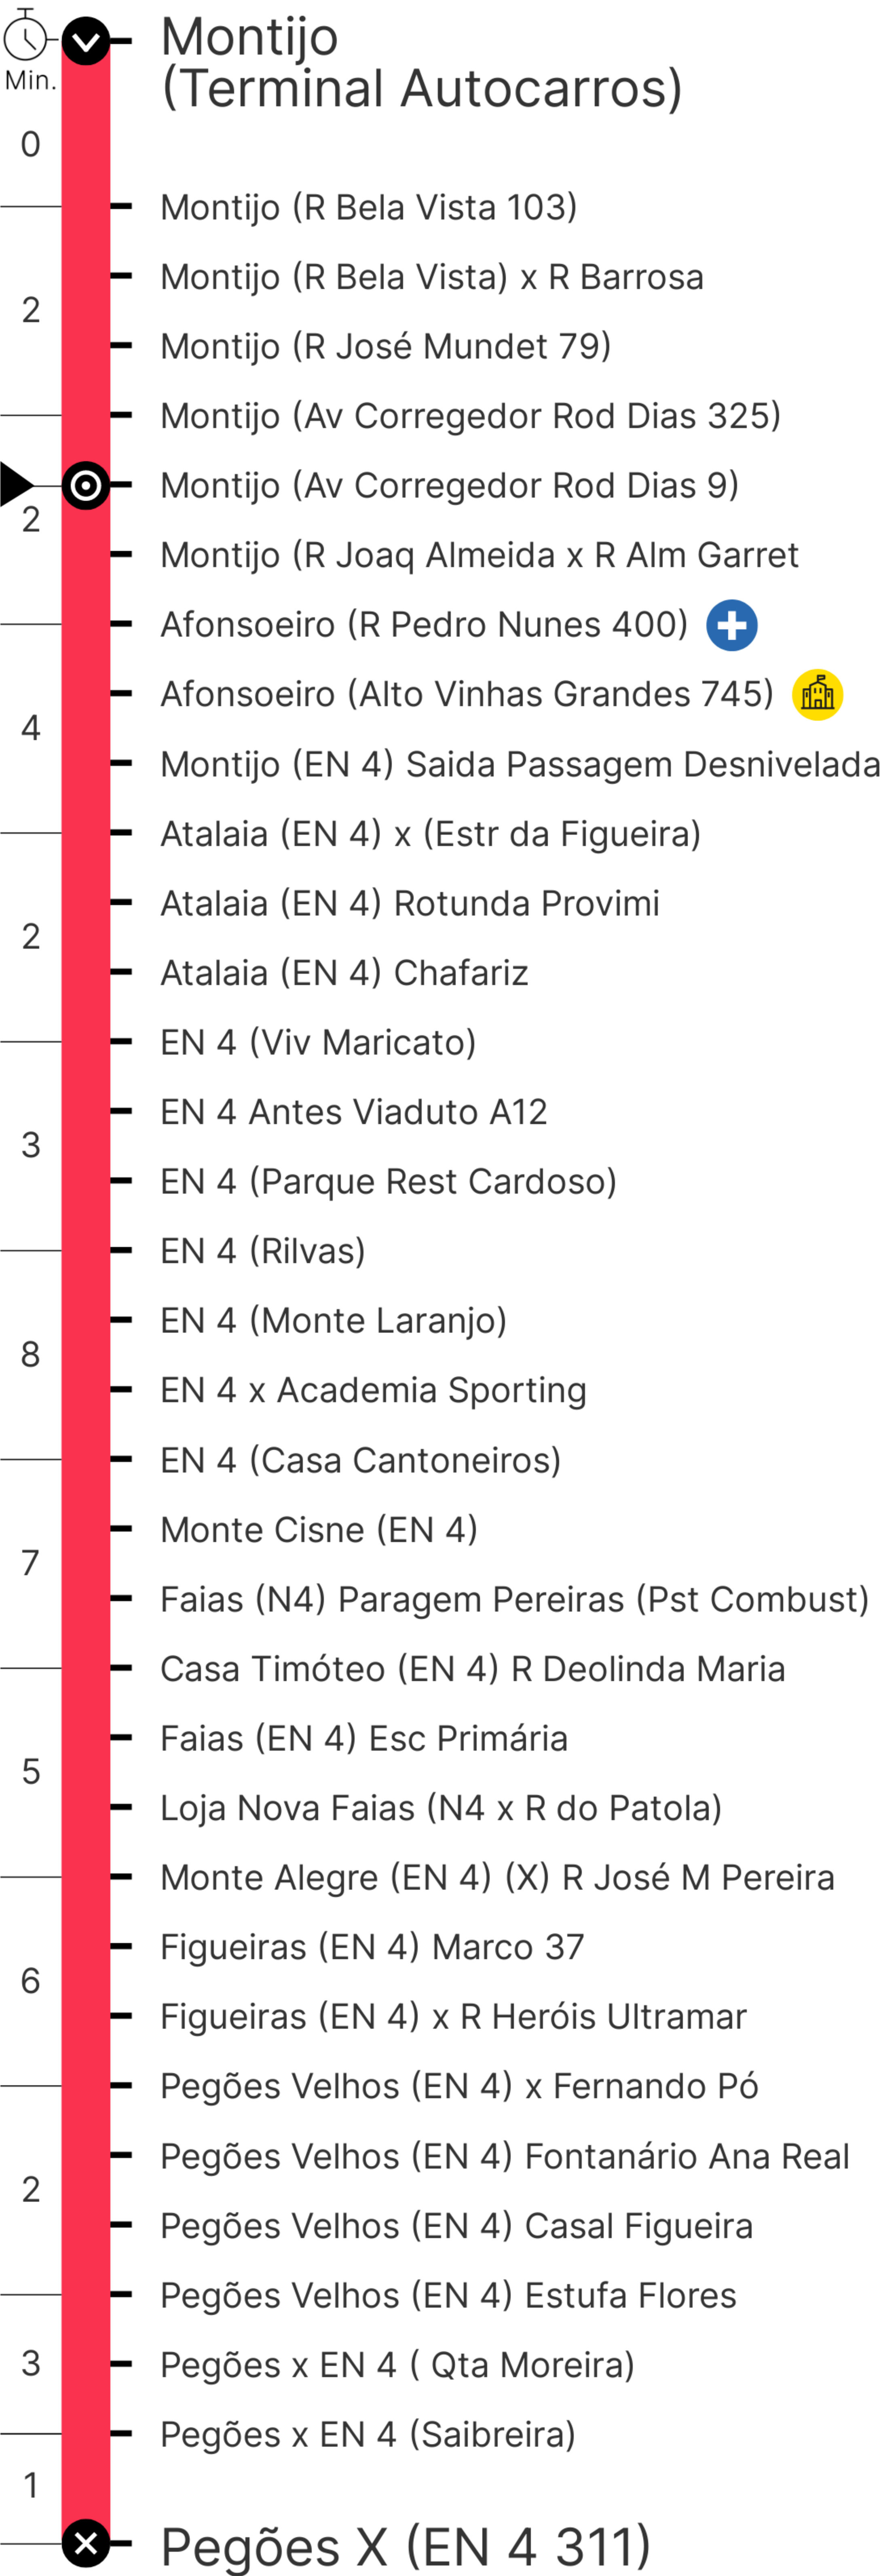 Montijo
(Terminal Autocarros)
Min.
0
Montijo (R Bela Vista 103)
Montijo (R Bela Vista) x R Barrosa
2
Montijo (R José Mundet 79)
Montijo (Av Corregedor Rod Dias 325)
Montijo (Av Corregedor Rod Dias 9)
2
Montijo (R Joaq Almeida x R Alm Garret
Afonsoeiro (R Pedro Nunes 400)
Afonsoeiro (Alto Vinhas Grandes 745)
4
Montijo (EN 4) Saida Passagem Desnivelada
Atalaia (EN 4) x (Estr da Figueira)
Atalaia (EN 4) Rotunda Provimi
2
Atalaia (EN 4) Chafariz
EN 4 (Viv Maricato)
EN 4 Antes Viaduto A12
3
EN 4 (Parque Rest Cardoso)
EN 4 (Rilvas)
EN 4 (Monte Laranjo)
8
EN 4 x Academia Sporting
EN 4 (Casa Cantoneiros)
Monte Cisne (EN 4)
7
Faias (N4) Paragem Pereiras (Pst Combust)
Casa Timóteo (EN 4) R Deolinda Maria
Faias (EN 4) Esc Primária
5
Loja Nova Faias (N4 x R do Patola)
Monte Alegre (EN 4) (X) R José M Pereira
Figueiras (EN 4) Marco 37
6
Figueiras (EN 4) x R Heróis Ultramar
Pegões Velhos (EN 4) x Fernando Pó
Pegões Velhos (EN 4) Fontanário Ana Real
2
Pegões Velhos (EN 4) Casal Figueira
Pegões Velhos (EN 4) Estufa Flores
3
Pegões x EN 4 ( Qta Moreira)
Pegões x EN 4 (Saibreira)
1
Pegões X (EN 4 311)